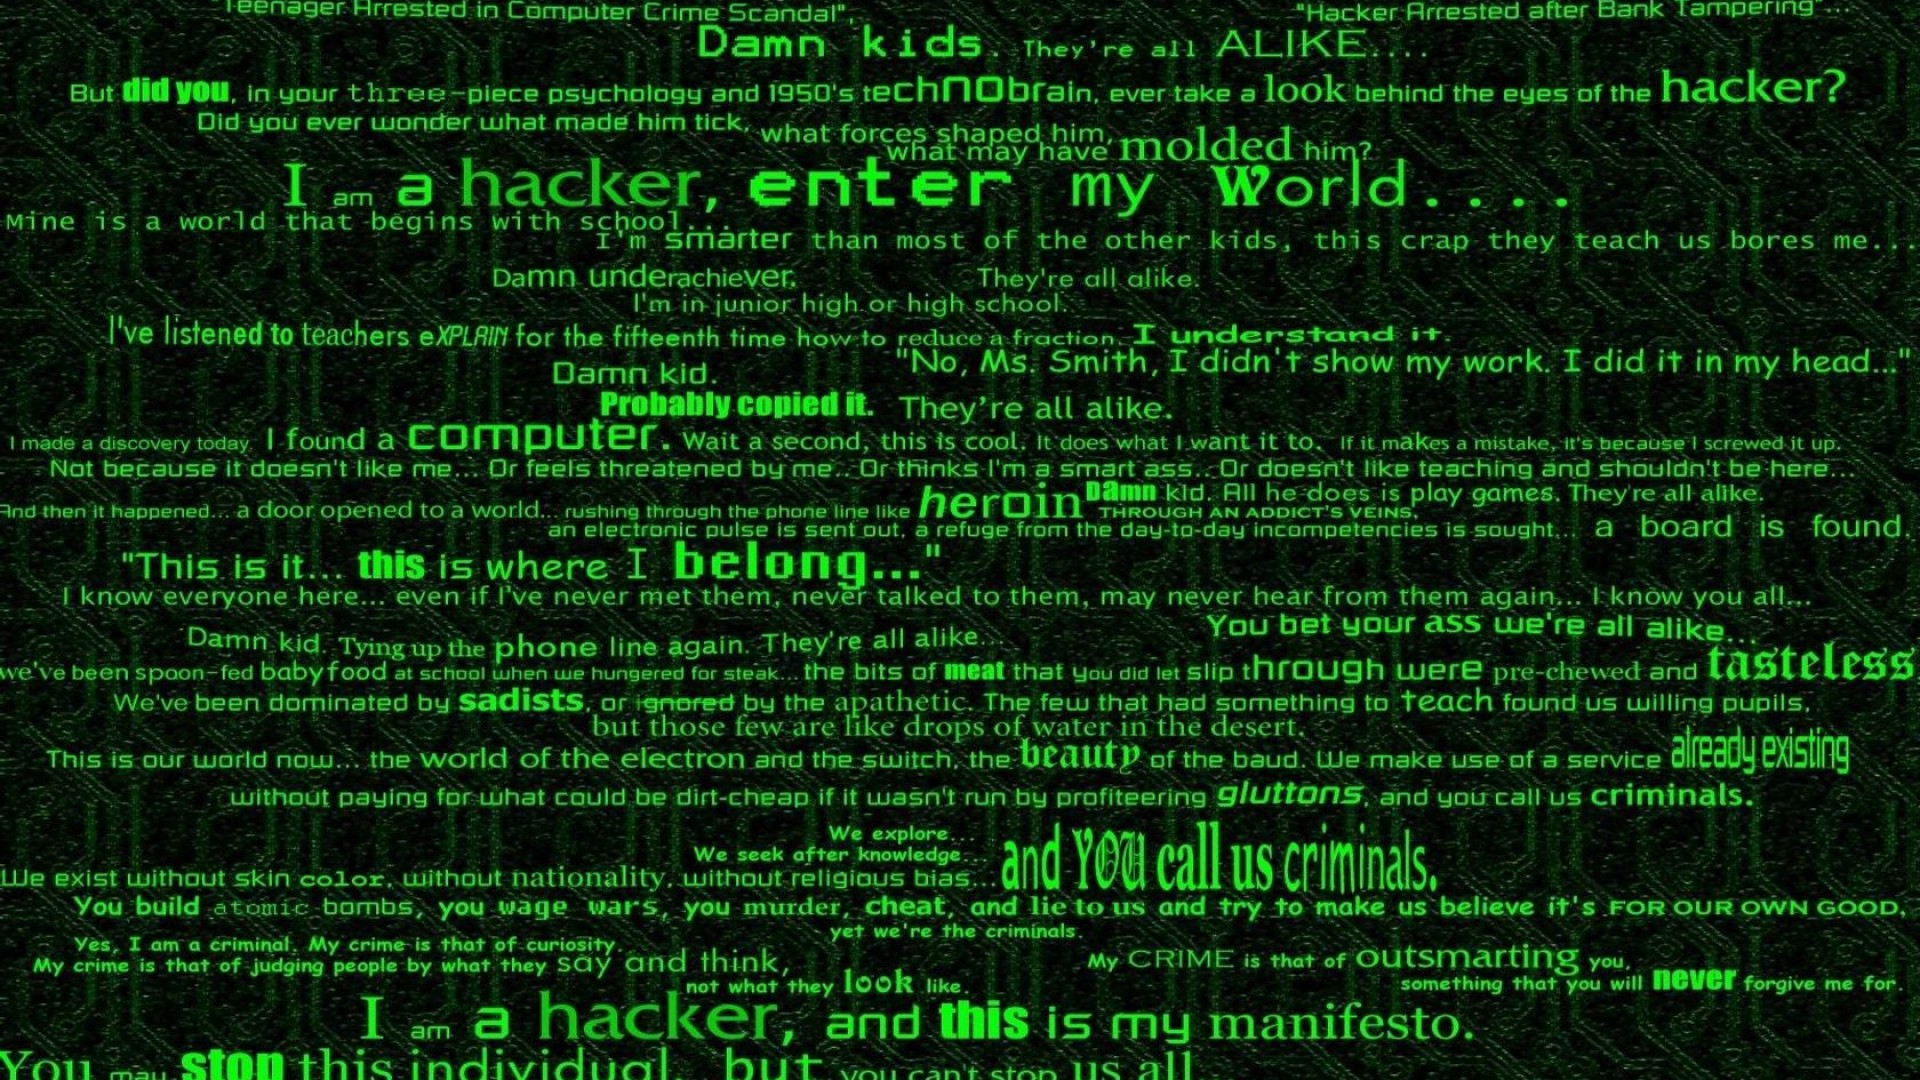 "Teenager Arrested in Computer Crime Scandal", "Hacker Arrested after Bank Tampering"...
Damn kids. They're all ALIKE....
But did you, in your three-piece psychology and 1950's techNObrain, ever take a look behind the eyes of the hacker?
Did you ever wonder what made him tick, what forces shaped him,
what may have molded him?
I am a hacker, enter my World....
Mine is a world that begins with school...
I'm smarter than most of the other kids, this crap they teach us bores me...
Damn underachiever. They're all alike.
I'm in junior high or high school.
I've listened to teachers eXPLAIN for the fifteenth time how to reduce a fraction. I understand it.
"No, Ms. Smith, I didn't show my work. I did it in my head..."
Damn kid.
Probably copied it. They're all alike.
I made a discovery today. I found a computer. Wait a second, this is cool. It does what I want it to. If it makes a mistake, it's because I screwed it up.
Not because it doesn't like me... Or feels threatened by me.. Or thinks I'm a smart ass.. Or doesn't like teaching and shouldn't be here...
Damn kid. All he does is play games. They're all alike.
And then it happened... a door opened to a world... rushing through the phone line like heroin THROUGH AN ADDICT'S VEINS,
an electronic pulse is sent out, a refuge from the day-to-day incompetencies is sought... a board is found.
"This is it... this is where I belong..."
I know everyone here... even if I've never met them, never talked to them, may never hear from them again... I know you all...
Damn kid. Tying up the phone line again. They're all alike...
You bet your ass we're all alike...
we've been spoon-fed baby food at school when we hungered for steak... the bits of meat that you did let slip through were pre-chewed and tasteless
We've been dominated by sadists, or ignored by the apathetic. The few that had something to teach found us willing pupils,
but those few are like drops of water in the desert.
This is our world now... the world of the electron and the switch, the beauty of the baud. We make use of a service already existing
without paying for what could be dirt-cheap if it wasn't run by profiteering gluttons, and you call us criminals.
We explore...
We seek after knowledge...
We exist without skin color, without nationality, without religious bias... and YOU call us criminals.
You build atomic bombs, you wage wars, you murder, cheat, and lie to us and try to make us believe it's FOR OUR OWN GOOD,
yet we're the criminals.
Yes, I am a criminal. My crime is that of curiosity.
My crime is that of judging people by what they say and think,
not what they look like.
My CRIME is that of outsmarting you,
something that you will never forgive me for.
I am a hacker, and this is my manifesto.
You may stop this individual, but you can't stop us all